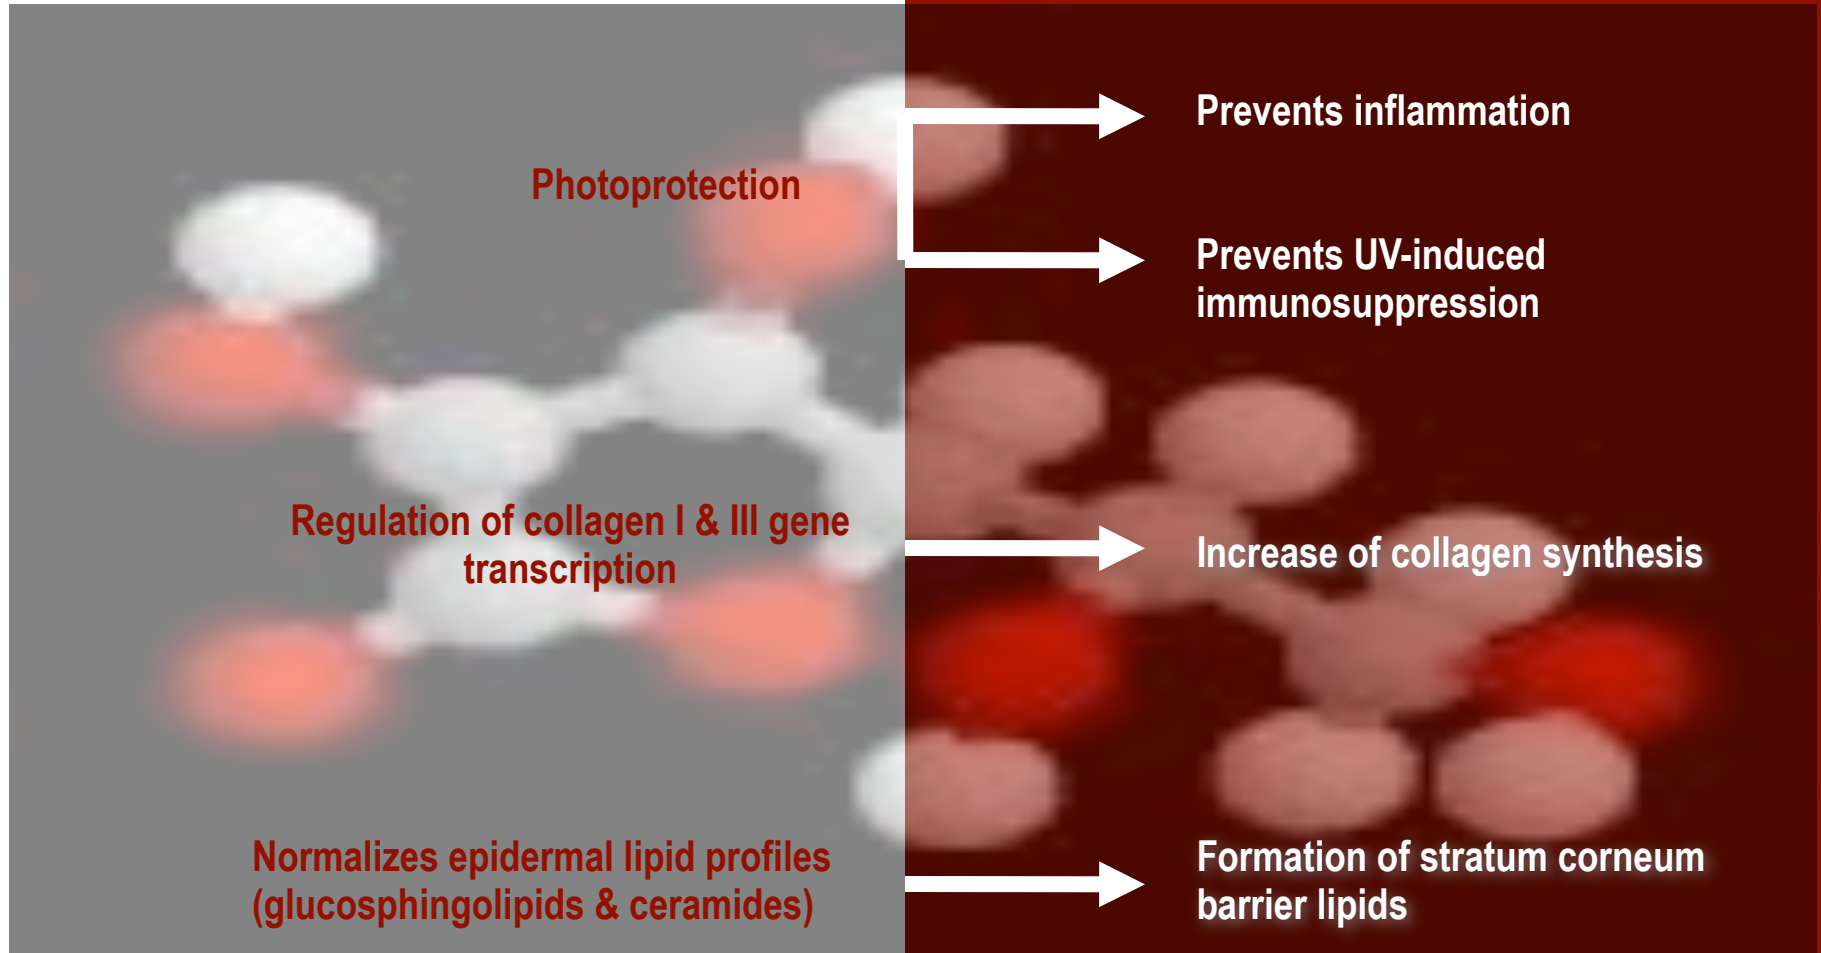 Photoprotection
Prevents inflammation
Prevents UV-induced
immunosuppression
Regulation of collagen I & III gene
transcription
Increase of collagen synthesis
Normalizes epidermal lipid profiles
(glucosphingolipids & ceramides)
Formation of stratum corneum
barrier lipids